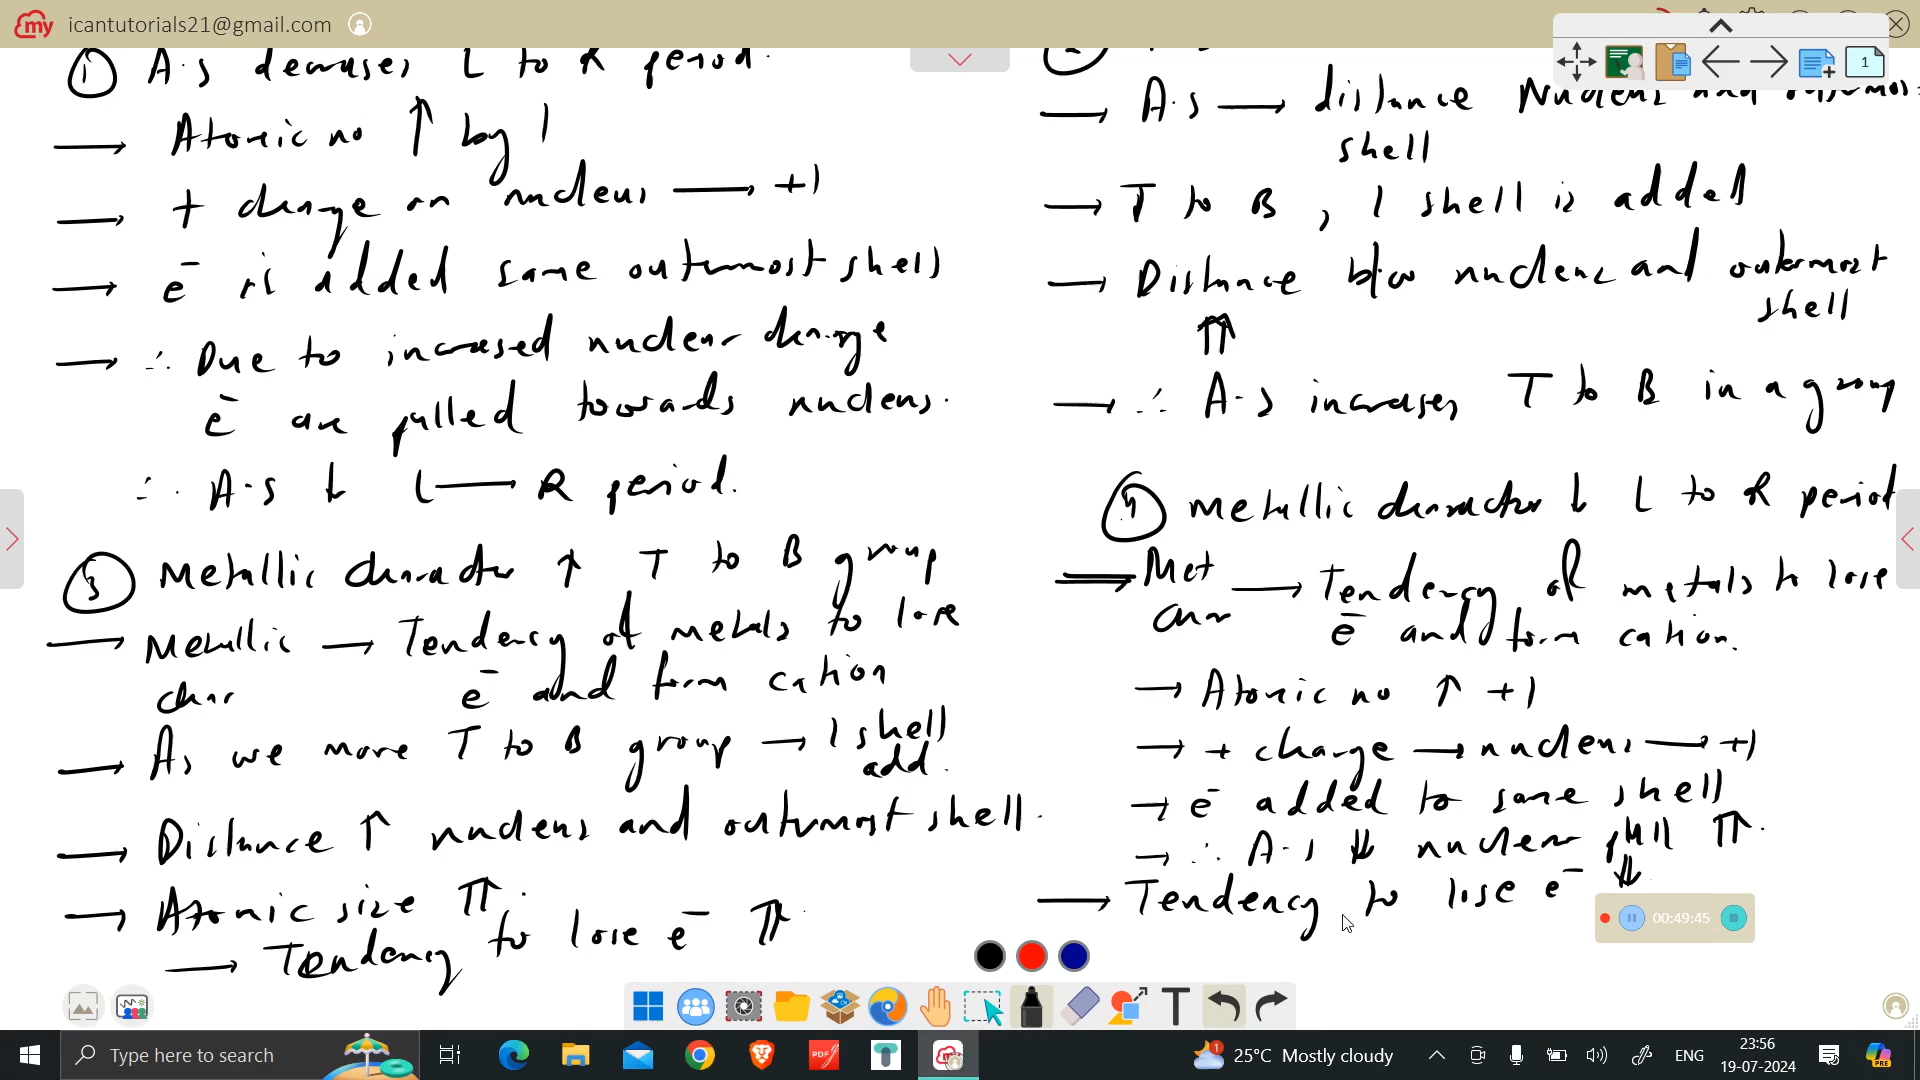 my icantutorials21@gmail.com
① A.s decreases L to R period.
→ Atomic no ↑ by 1
→ + charge on nucleus → +1
→ e⁻ is added same outermost shell
→ ∴ Due to increased nuclear charge
e⁻ are pulled towards nucleus.
∴ A.s ↓ L → R period.
③ Metallic character ↑ T to B group
→ Metallic → Tendency of metals to lose
char e⁻ and form cation
→ As we move T to B group → 1 shell
add.
→ Distance ↑ nucleus and outermost shell.
→ Atomic size ⇑.
→ Tendency to lose e⁻ ⇑.
②
→ A.s → distance Nucleus and outermost
shell
→ T to B, 1 shell is added
→ Distance b/w nucleus and outermost
shell
⇑
→ ∴ A.s increases T to B in a group
④ Metallic character ↓ L to R period
→ Met → Tendency of metals to lose
char e⁻ and form cation.
→ Atomic no ↑ +1
→ + charge → nucleus → +1
→ e⁻ added to same shell
→ ∴ A.s ⇓ nuclear pull ⇑.
→ Tendency to lose e⁻ ⇓
1
00:49:45
Type here to search
1
25°C Mostly cloudy
ENG
23:56
19-07-2024